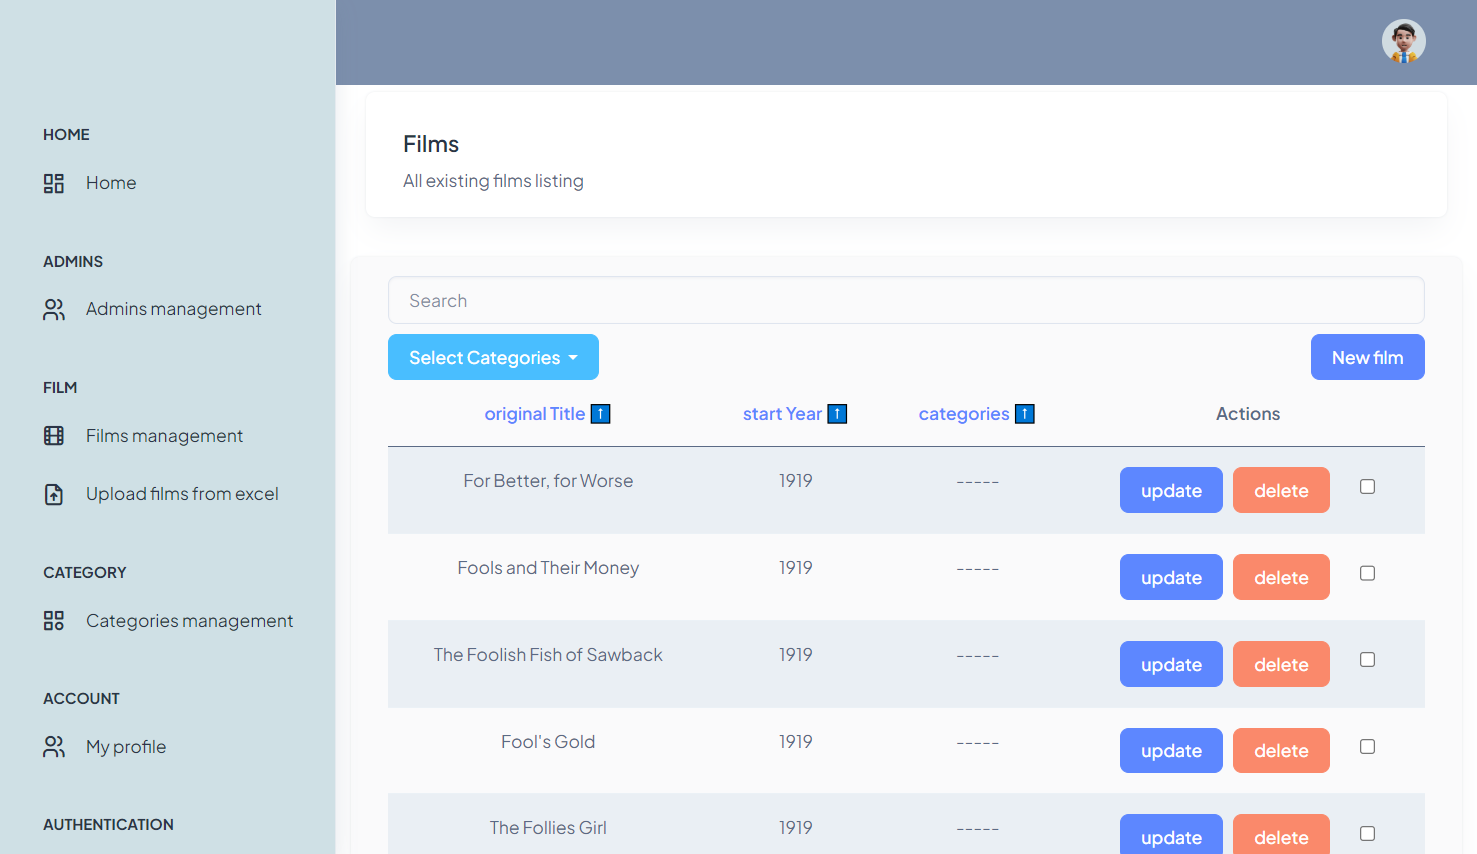 HOME
Home
ADMINS
Admins management
FILM
Films management
Upload films from excel
CATEGORY
Categories management
ACCOUNT
My profile
AUTHENTICATION
Films
All existing films listing
Search
Select Categories
New film
original Title ↑ start Year ↑ categories ↑ Actions
For Better, for Worse 1919 ----- update delete
Fools and Their Money 1919 ----- update delete
The Foolish Fish of Sawback 1919 ----- update delete
Fool's Gold 1919 ----- update delete
The Follies Girl 1919 ----- update delete